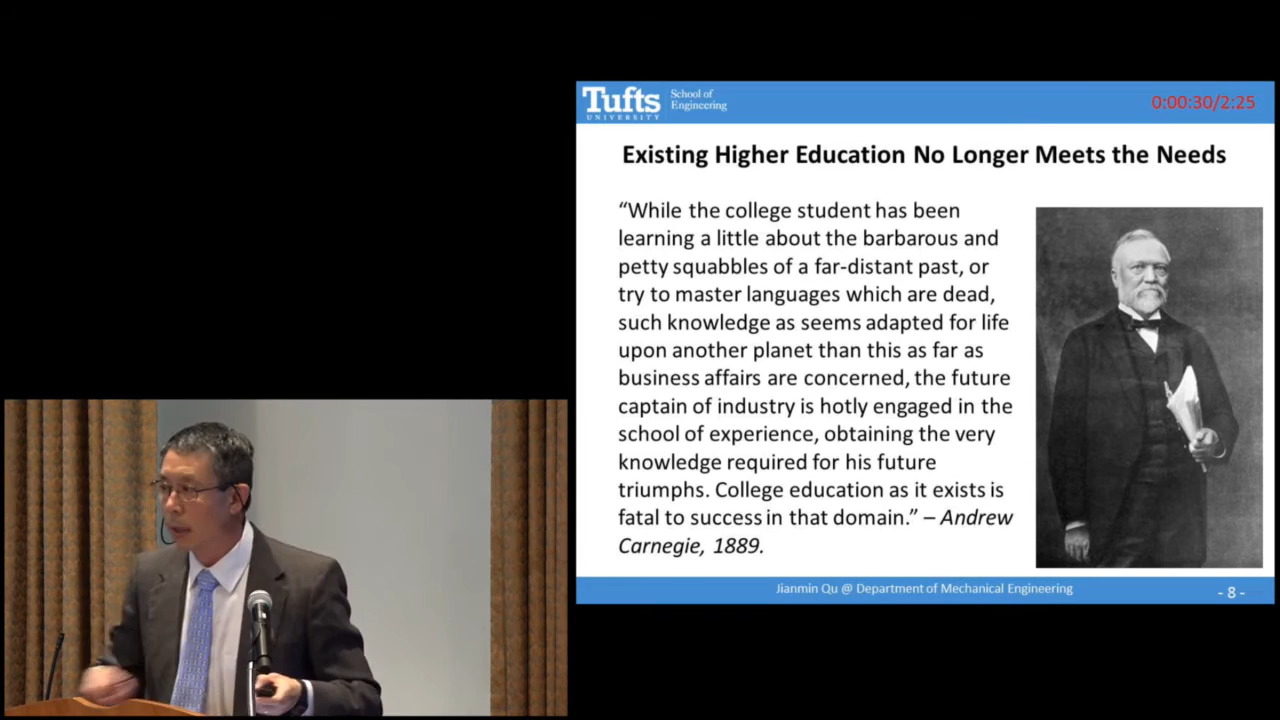 Tufts
UNIVERSITY
School of
Engineering
0:00:30/2:25
Existing Higher Education No Longer Meets the Needs
“While the college student has been
learning a little about the barbarous and
petty squabbles of a far-distant past, or
try to master languages which are dead,
such knowledge as seems adapted for life
upon another planet than this as far as
business affairs are concerned, the future
captain of industry is hotly engaged in the
school of experience, obtaining the very
knowledge required for his future
triumphs. College education as it exists is
fatal to success in that domain.” – Andrew
Carnegie, 1889.
Jianmin Qu @ Department of Mechanical Engineering
- 8 -